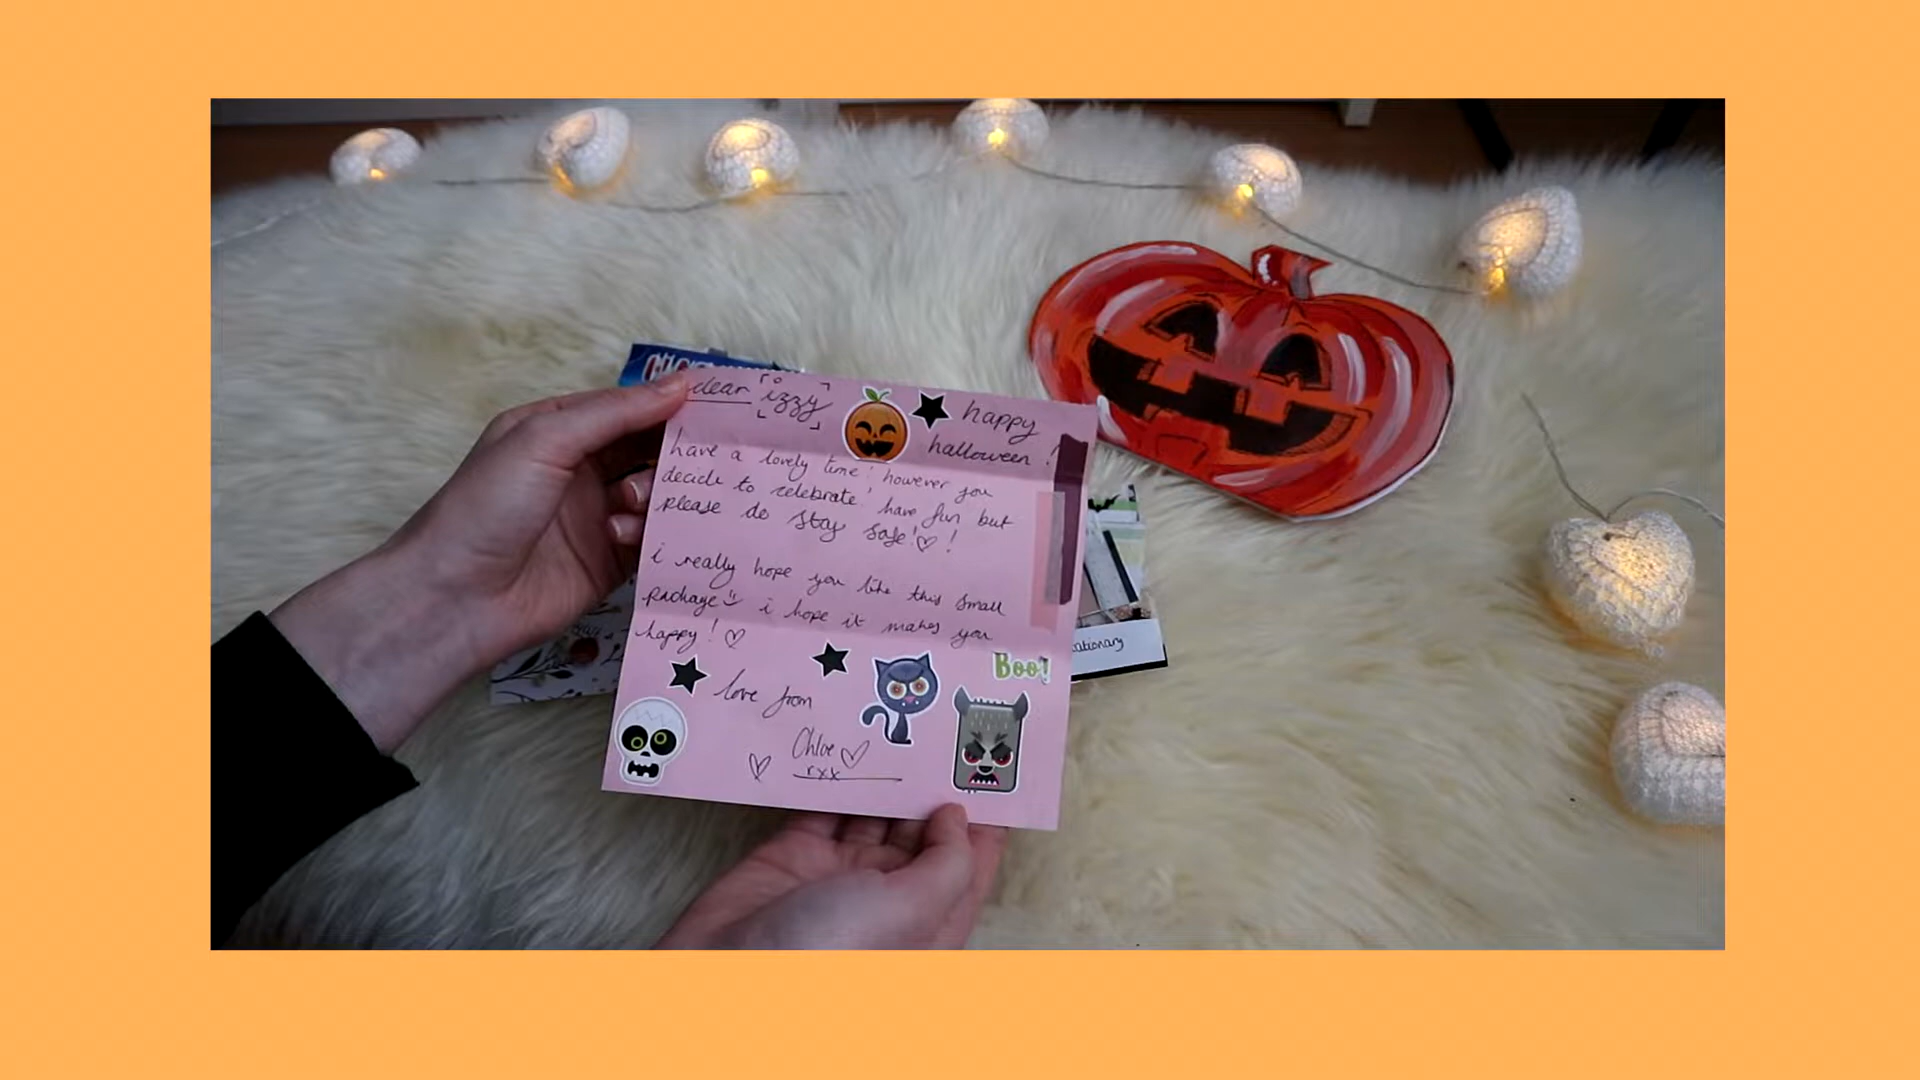 dear izzy
happy
halloween !
have a lovely time! however you
decide to celebrate, have fun but
please do stay safe! !
i really hope you like this small
package i hope it makes you
happy!
Boo!
love from
Chloe
xx